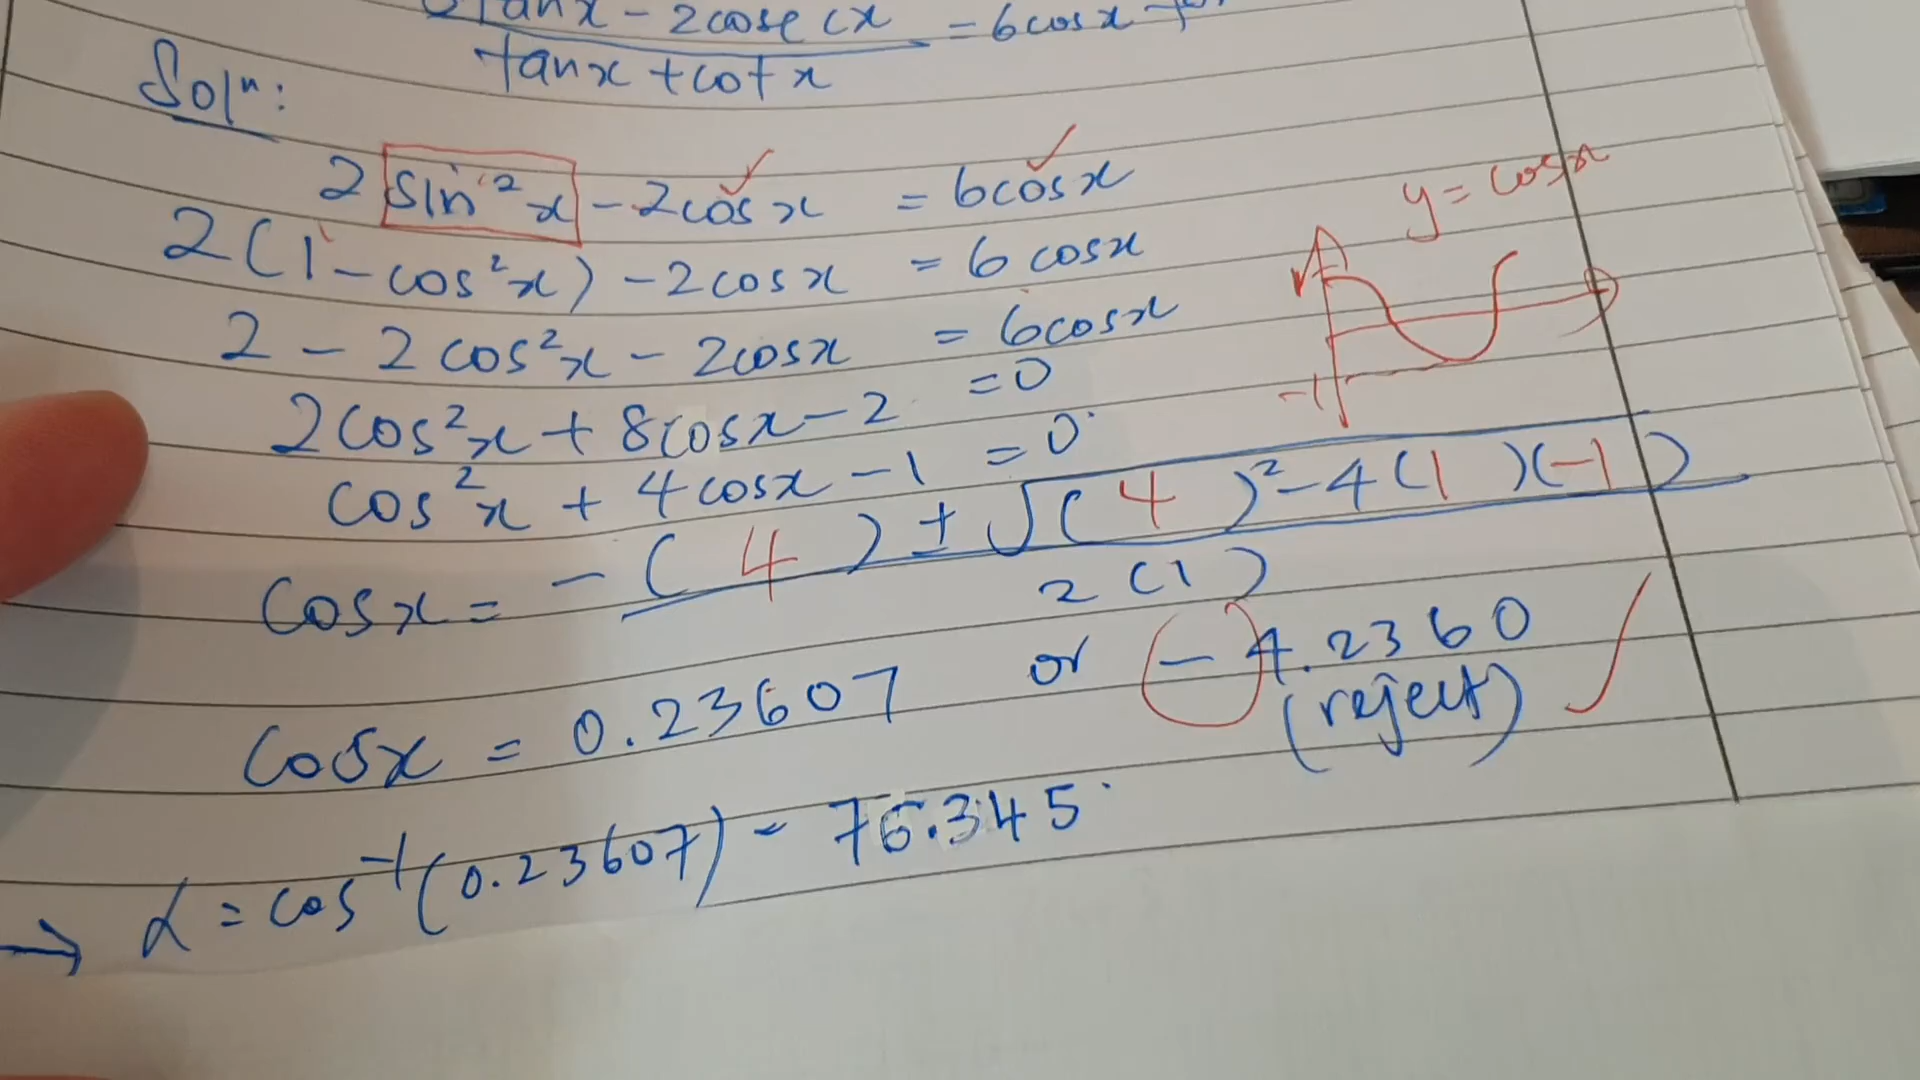 tanx - 2cosecx = 6cosx
tanx + cotx
Solⁿ:
2 sin²x - 2cosx = 6cosx
y = cosx
2(1 - cos²x) - 2cosx = 6cosx
2 - 2cos²x - 2cosx = 6cosx
2cos²x + 8cosx - 2 = 0
-1
cos²x + 4cosx - 1 = 0
cosx = -(4) ± √(4)² - 4(1)(-1)
2(1)
cosx = 0.23607 or -4.2360
(reject)
→ α = cos⁻¹(0.23607) = 76.345